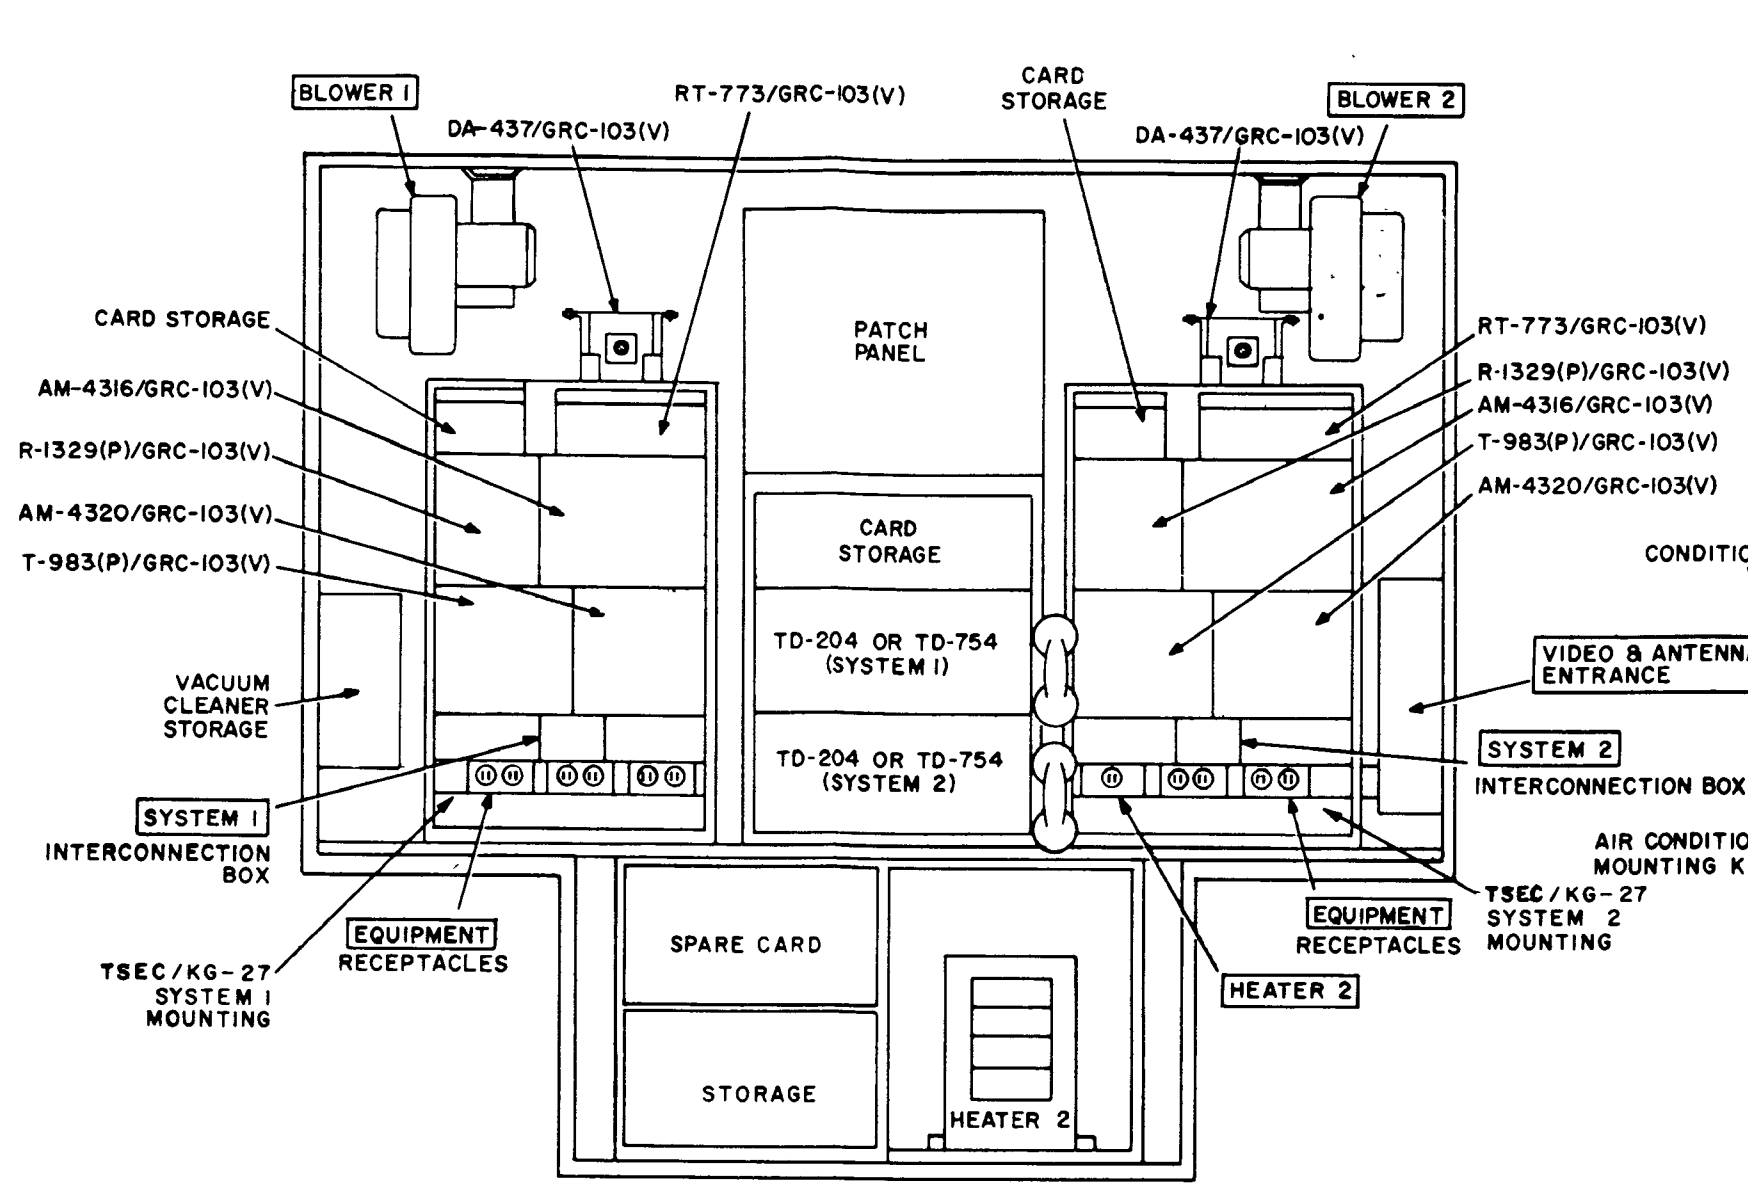 BLOWER 1
DA-437/GRC-103(V)
RT-773/GRC-103(V)
CARD
STORAGE
DA-437/GRC-103(V)
BLOWER 2
CARD STORAGE
AM-4316/GRC-103(V)
R-1329(P)/GRC-103(V)
AM-4320/GRC-103(V)
T-983(P)/GRC-103(V)
VACUUM
CLEANER
STORAGE
SYSTEM 1
INTERCONNECTION
BOX
TSEC/KG-27
SYSTEM 1
MOUNTING
EQUIPMENT
RECEPTACLES
PATCH
PANEL
CARD
STORAGE
TD-204 OR TD-754
(SYSTEM 1)
TD-204 OR TD-754
(SYSTEM 2)
SPARE CARD
STORAGE
HEATER 2
RT-773/GRC-103(V)
R-1329(P)/GRC-103(V)
AM-4316/GRC-103(V)
T-983(P)/GRC-103(V)
AM-4320/GRC-103(V)
CONDITIO
VIDEO & ANTENNA
ENTRANCE
SYSTEM 2
INTERCONNECTION BOX
AIR CONDITIO
MOUNTING K
TSEC/KG-27
SYSTEM 2
MOUNTING
EQUIPMENT
RECEPTACLES
HEATER 2